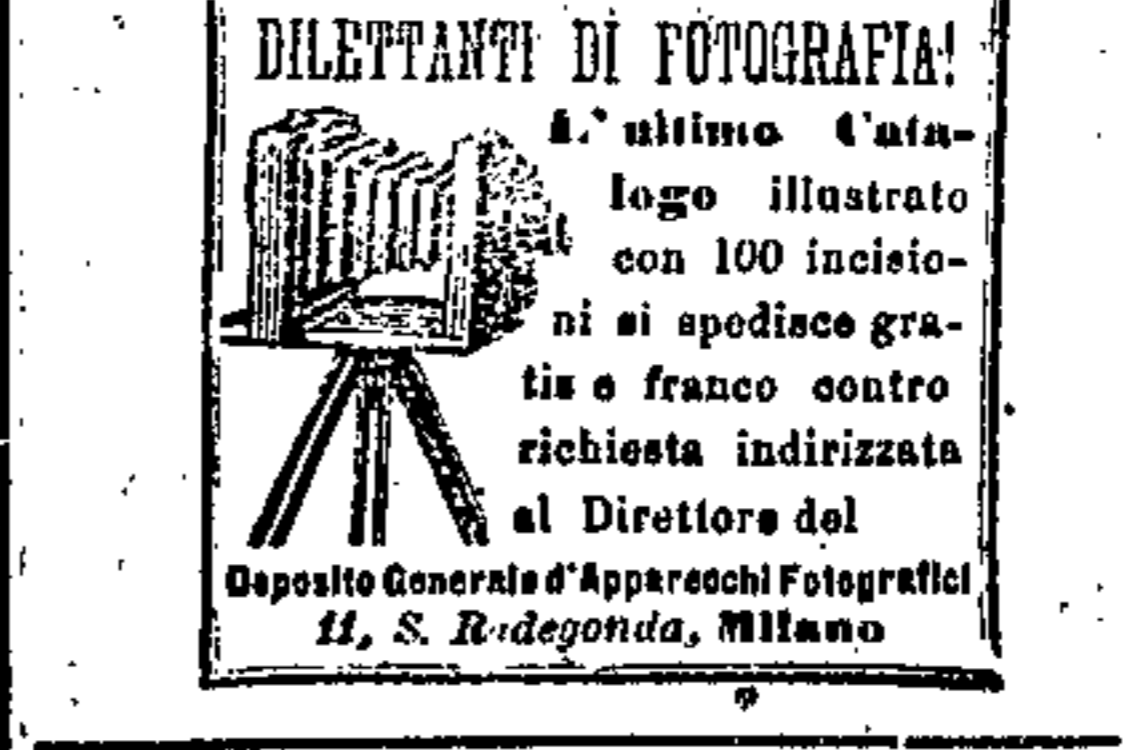 DILETTANTI DI FOTOGRAFIA!
L'ultimo Cata-
logo illustrato
con 100 incisio-
ni si spedisce gra-
tis e franco contro
richiesta indirizzata
al Direttore del
Deposito Generale d'Apparecchi Fotografici
11, S. Radegonda, Milano